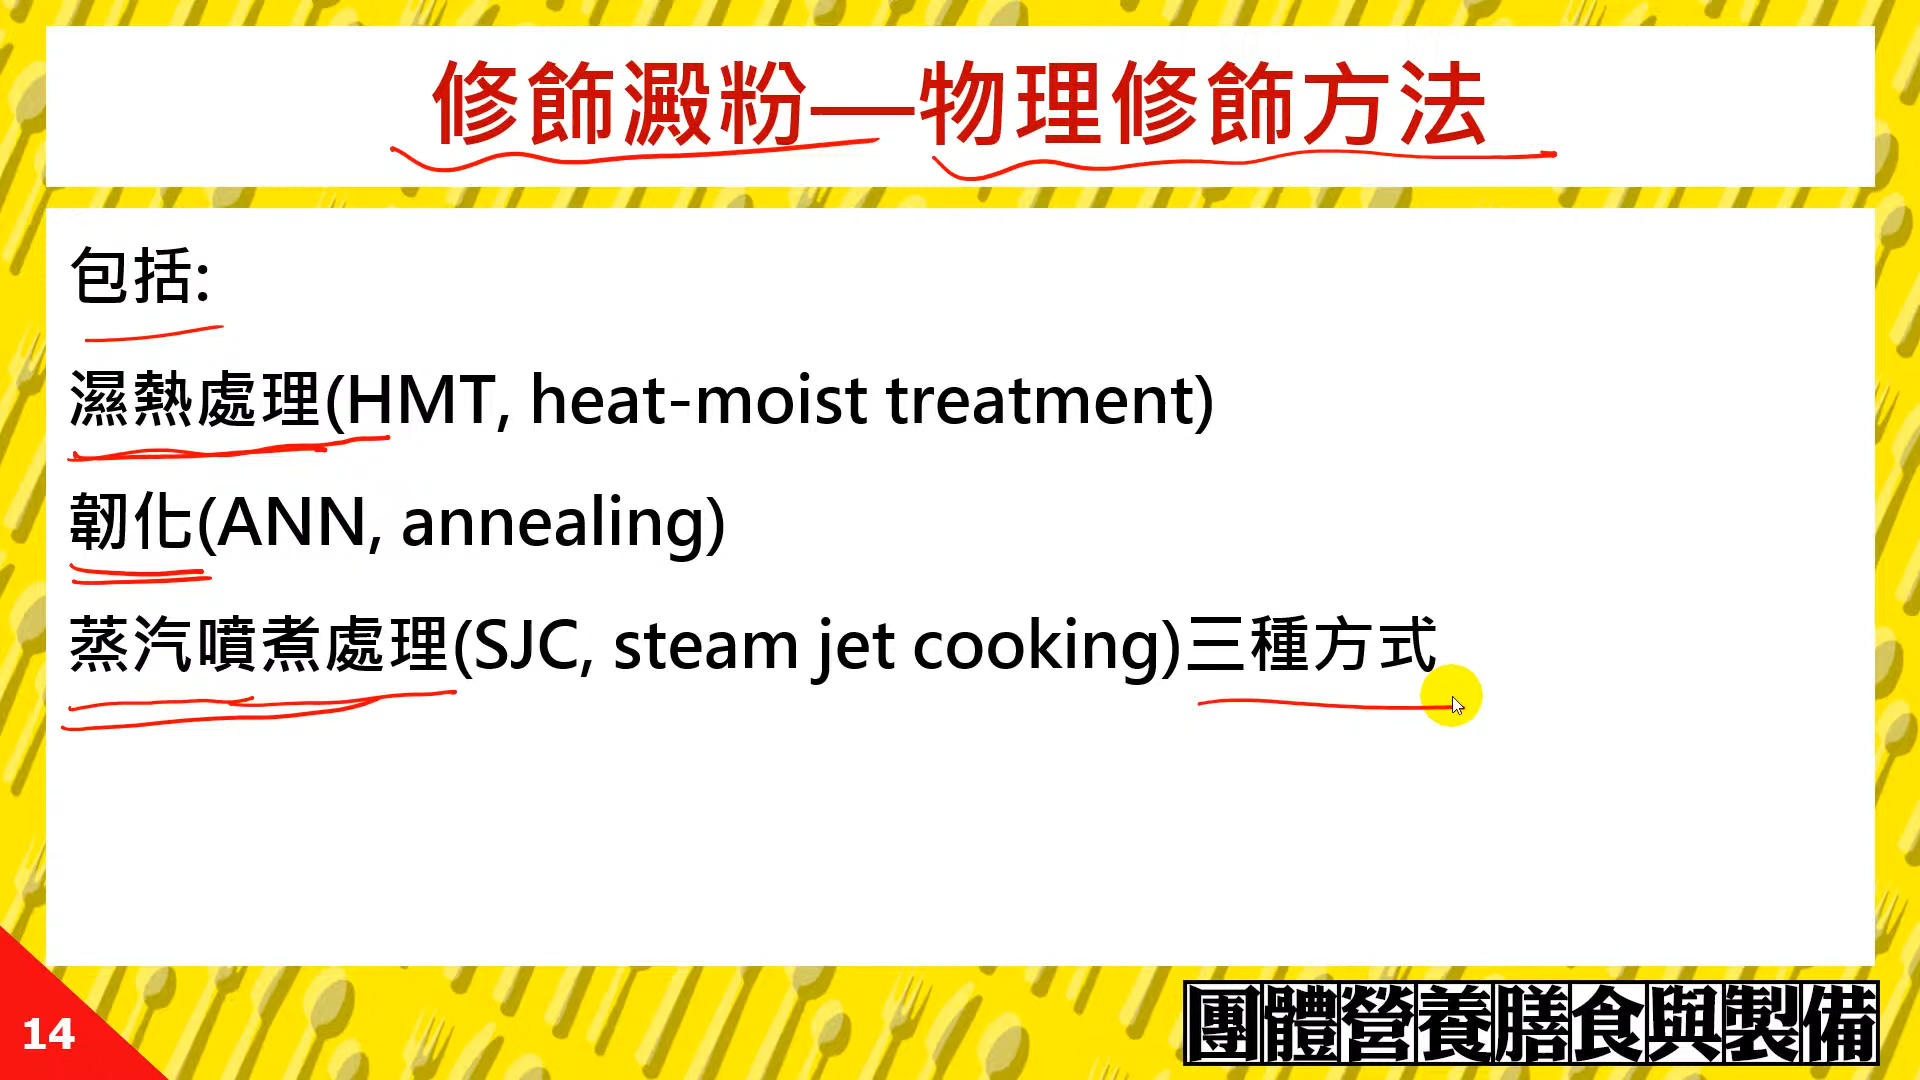 修飾澱粉—物理修飾方法
包括:
濕熱處理(HMT, heat-moist treatment)
韌化(ANN, annealing)
蒸汽噴煮處理(SJC, steam jet cooking)三種方式
14
團體營養膳食與製備